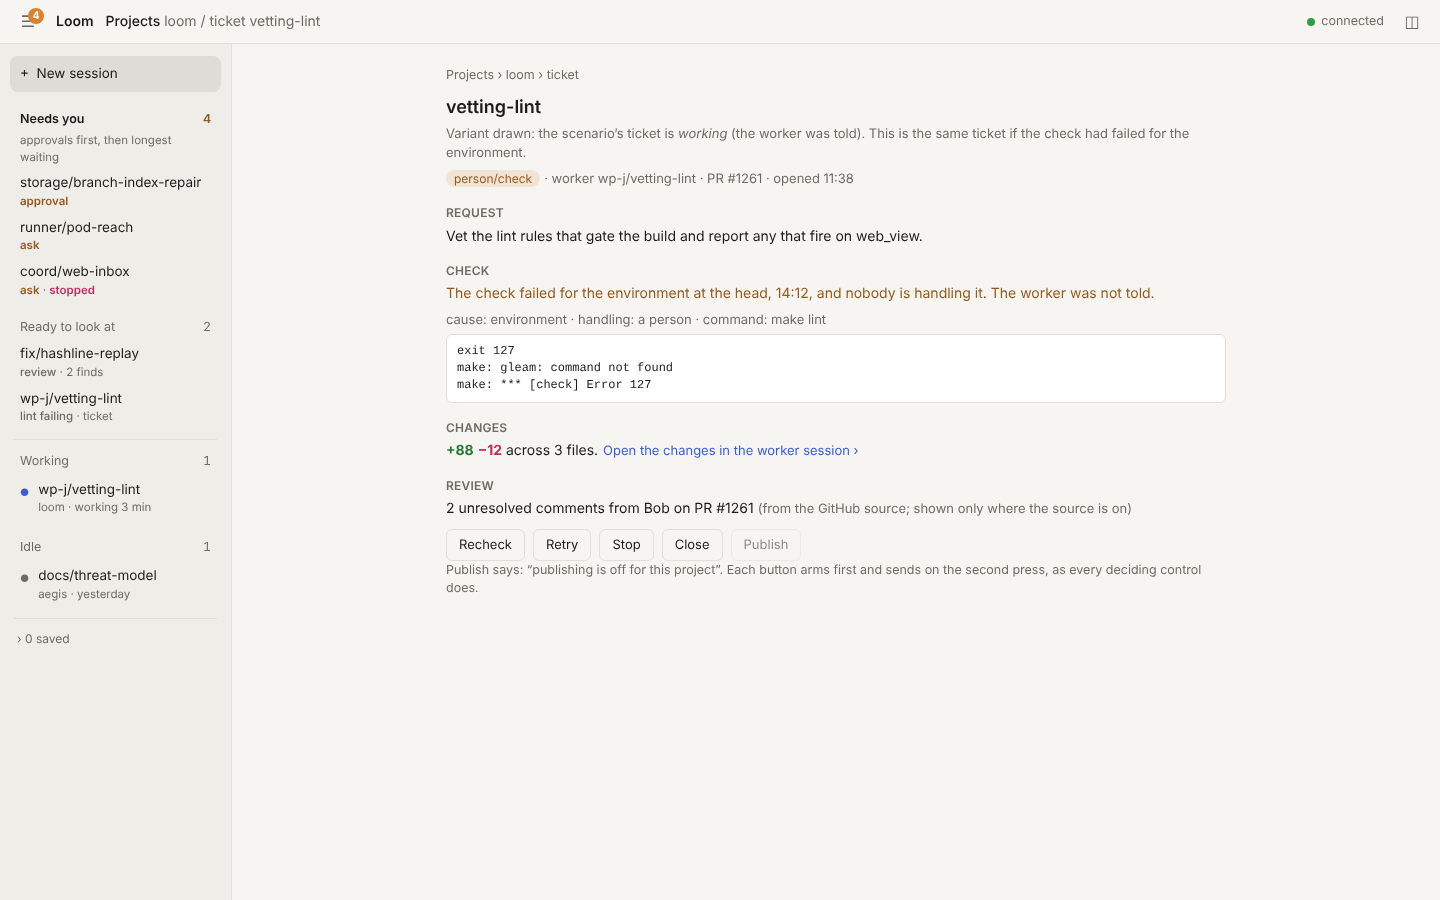 4
Loom Projects loom / ticket vetting-lint
connected
+ New session
Needs you 4
approvals first, then longest
waiting
storage/branch-index-repair
approval
runner/pod-reach
ask
coord/web-inbox
ask · stopped
Ready to look at 2
fix/hashline-replay
review · 2 finds
wp-j/vetting-lint
lint failing · ticket
Working 1
wp-j/vetting-lint
loom · working 3 min
Idle 1
docs/threat-model
aegis · yesterday
› 0 saved
Projects › loom › ticket
vetting-lint
Variant drawn: the scenario’s ticket is working (the worker was told). This is the same ticket if the check had failed for the
environment.
person/check · worker wp-j/vetting-lint · PR #1261 · opened 11:38
REQUEST
Vet the lint rules that gate the build and report any that fire on web_view.
CHECK
The check failed for the environment at the head, 14:12, and nobody is handling it. The worker was not told.
cause: environment · handling: a person · command: make lint
exit 127
make: gleam: command not found
make: *** [check] Error 127
CHANGES
+88 −12 across 3 files. Open the changes in the worker session ›
REVIEW
2 unresolved comments from Bob on PR #1261 (from the GitHub source; shown only where the source is on)
Recheck Retry Stop Close Publish
Publish says: “publishing is off for this project”. Each button arms first and sends on the second press, as every deciding control
does.